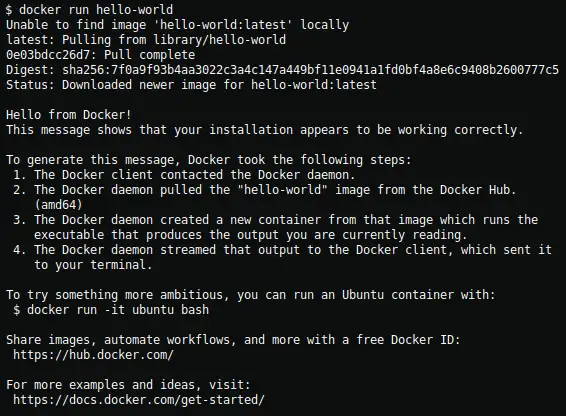 $ docker run hello-world
Unable to find image 'hello-world:latest' locally
latest: Pulling from library/hello-world
0e03bdcc26d7: Pull complete
Digest: sha256:7f0a9f93b4aa3022c3a4c147a449bf11e0941a1fd0bf4a8e6c9408b2600777c5
Status: Downloaded newer image for hello-world:latest

Hello from Docker!
This message shows that your installation appears to be working correctly.

To generate this message, Docker took the following steps:
 1. The Docker client contacted the Docker daemon.
 2. The Docker daemon pulled the "hello-world" image from the Docker Hub.
    (amd64)
 3. The Docker daemon created a new container from that image which runs the
    executable that produces the output you are currently reading.
 4. The Docker daemon streamed that output to the Docker client, which sent it
    to your terminal.

To try something more ambitious, you can run an Ubuntu container with:
 $ docker run -it ubuntu bash

Share images, automate workflows, and more with a free Docker ID:
 https://hub.docker.com/

For more examples and ideas, visit:
 https://docs.docker.com/get-started/